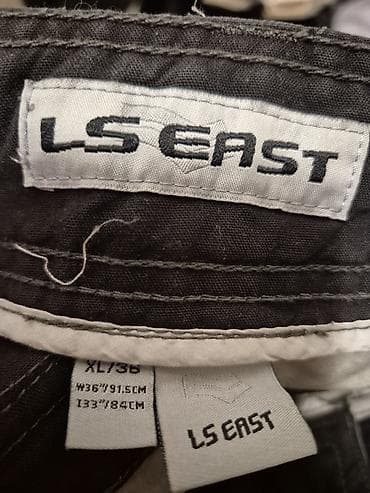 LS EAST
XL/36
W36"/91.5CM
I33"/84CM
LS EAST